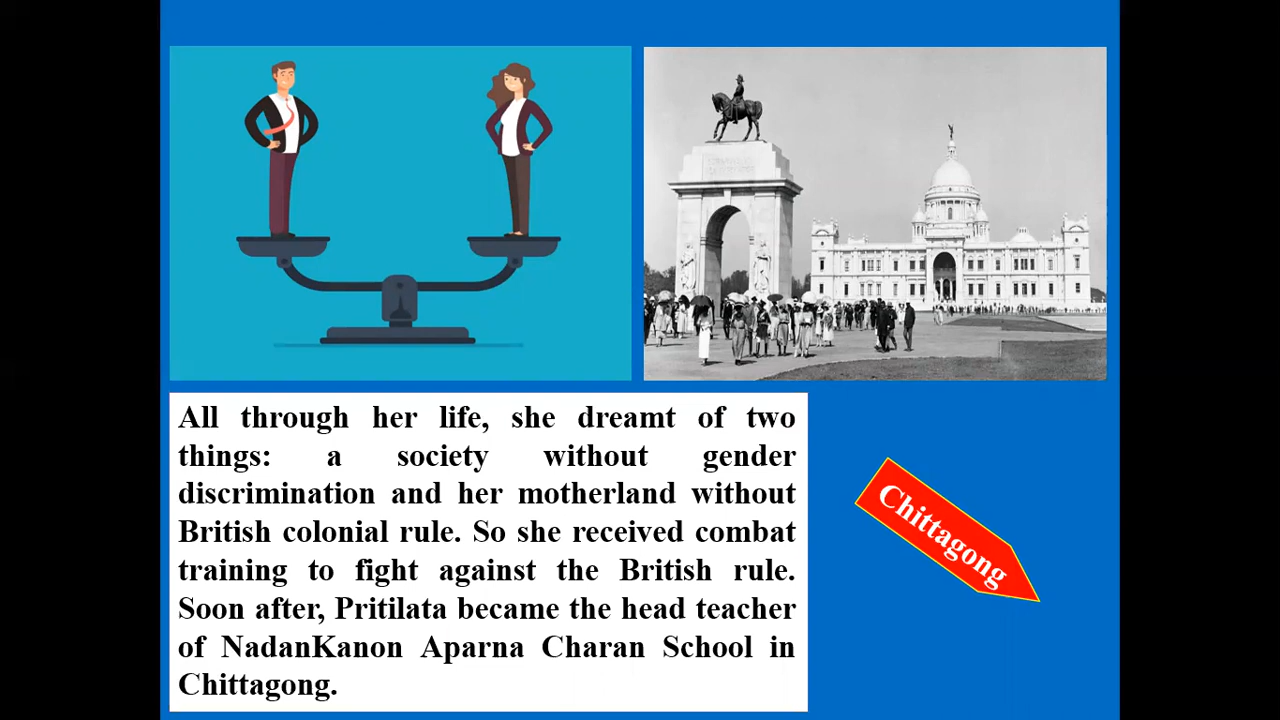 All through her life, she dreamt of two
things: a society without gender
discrimination and her motherland without
British colonial rule. So she received combat
training to fight against the British rule.
Soon after, Pritilata became the head teacher
of NadanKanon Aparna Charan School in
Chittagong.
Chittagong